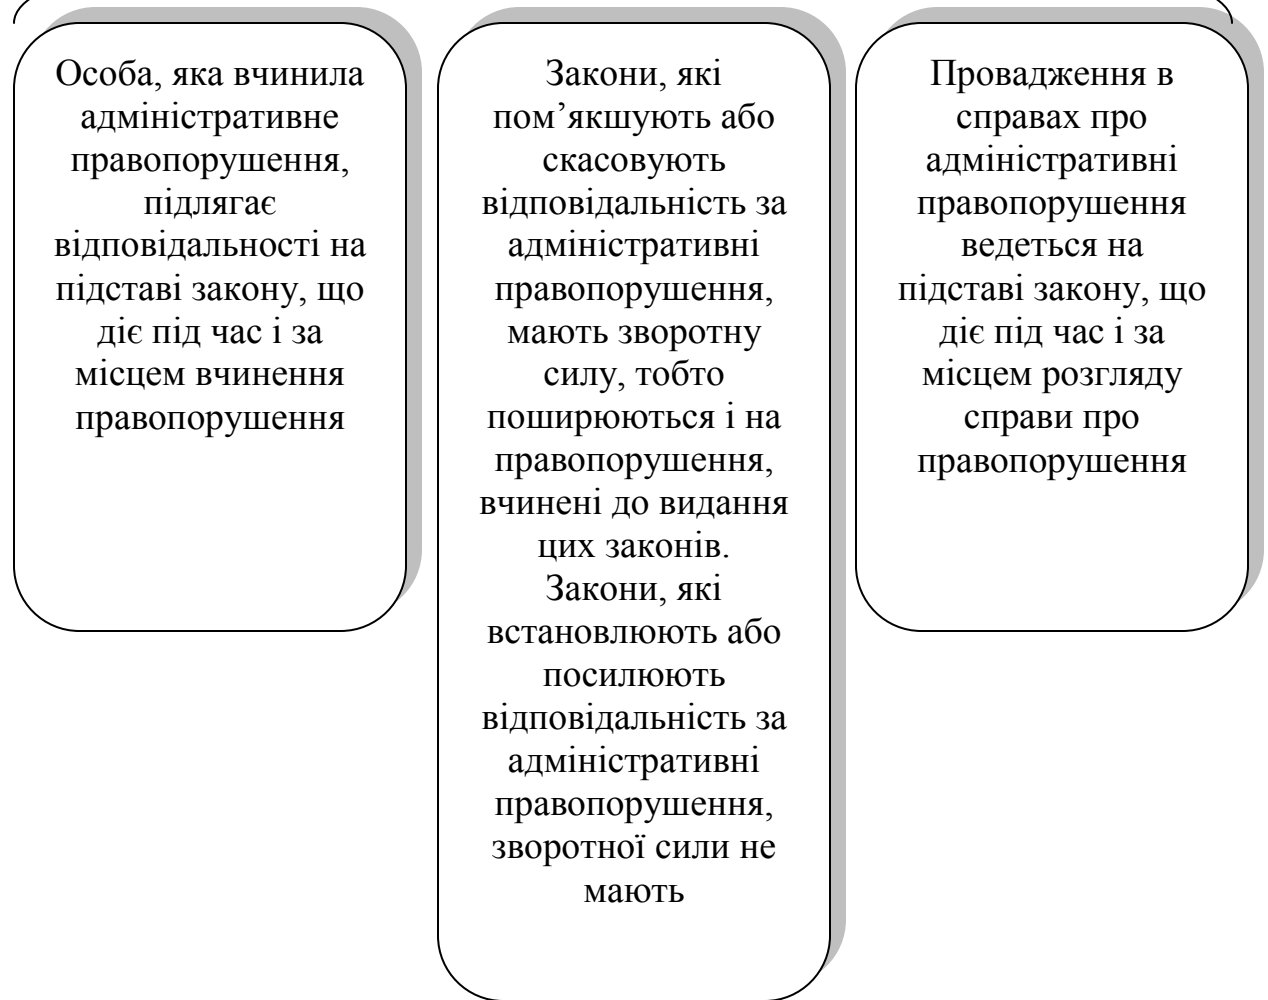 Особа, яка вчинила
адміністративне
правопорушення,
підлягає
відповідальності на
підставі закону, що
діє під час і за
місцем вчинення
правопорушення
Закони, які
пом’якшують або
скасовують
відповідальність за
адміністративні
правопорушення,
мають зворотну
силу, тобто
поширюються і на
правопорушення,
вчинені до видання
цих законів.
Закони, які
встановлюють або
посилюють
відповідальність за
адміністративні
правопорушення,
зворотної сили не
мають
Провадження в
справах про
адміністративні
правопорушення
ведеться на
підставі закону, що
діє під час і за
місцем розгляду
справи про
правопорушення